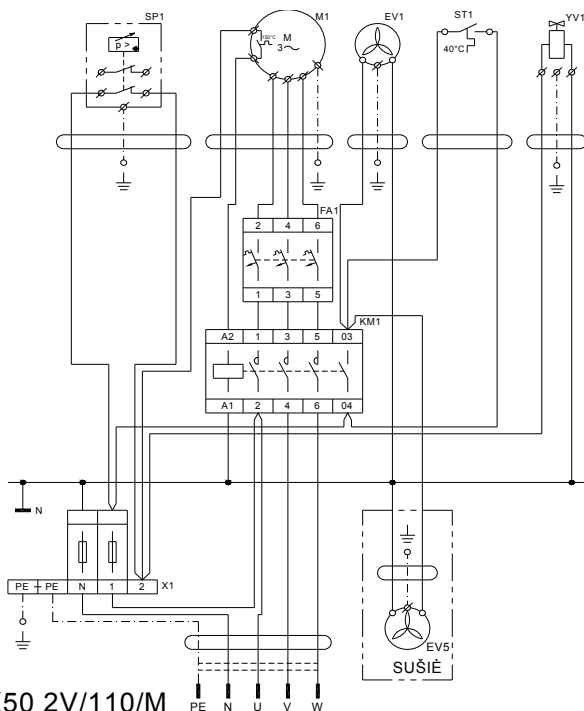 SP1
M1
EV1
ST1
YV1
p >
150°C
M
3
40°C
FA1
2 4 6
1 3 5
KM1
A2 1 3 5 03
A1 2 4 6 04
N
PE PE N 1 2 X1
EV5
SUŠIÈ
50 2V/110/M
PE N U V W